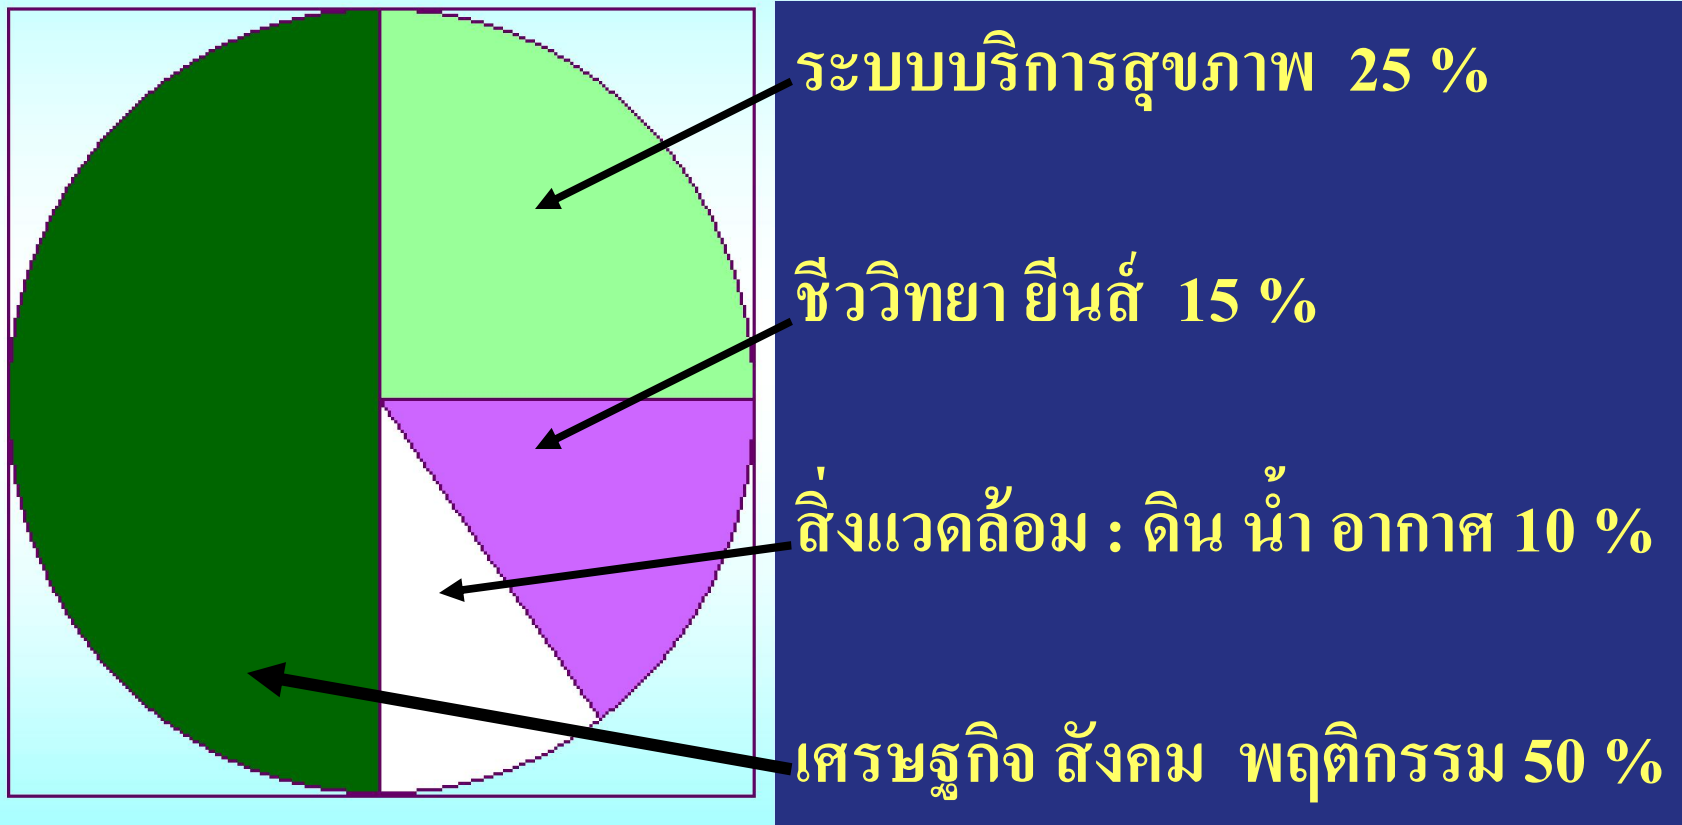 ระบบบริการสุขภาพ 25 %
ชีววิทยา ยีนส์ 15 %
สิ่งแวดล้อม : ดิน น้ำ อากาศ 10 %
เศรษฐกิจ สังคม พฤติกรรม 50 %